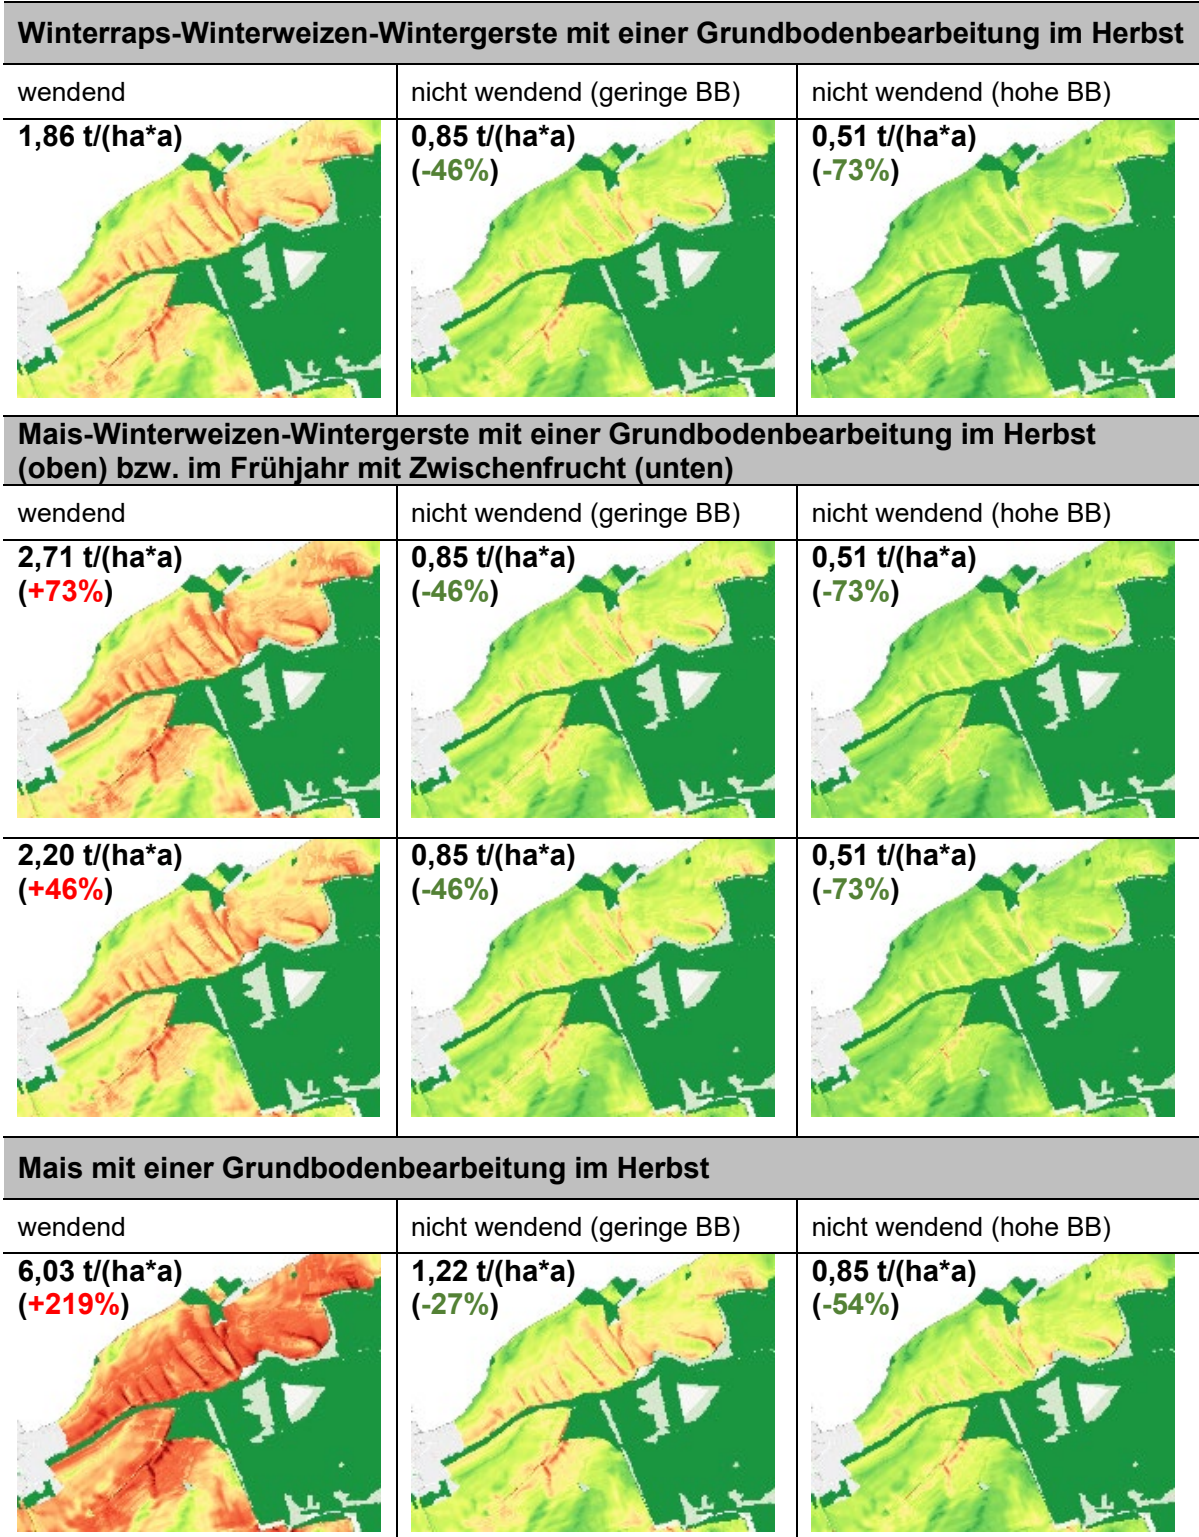 Winterraps-Winterweizen-Wintergerste mit einer Grundbodenbearbeitung im Herbst
wendend
nicht wendend (geringe BB)
nicht wendend (hohe BB)
1,86 t/(ha*a)
0,85 t/(ha*a)
(-46%)
0,51 t/(ha*a)
(-73%)
Mais-Winterweizen-Wintergerste mit einer Grundbodenbearbeitung im Herbst
(oben) bzw. im Frühjahr mit Zwischenfrucht (unten)
wendend
nicht wendend (geringe BB)
nicht wendend (hohe BB)
2,71 t/(ha*a)
(+73%)
0,85 t/(ha*a)
(-46%)
0,51 t/(ha*a)
(-73%)
2,20 t/(ha*a)
(+46%)
0,85 t/(ha*a)
(-46%)
0,51 t/(ha*a)
(-73%)
Mais mit einer Grundbodenbearbeitung im Herbst
wendend
nicht wendend (geringe BB)
nicht wendend (hohe BB)
6,03 t/(ha*a)
(+219%)
1,22 t/(ha*a)
(-27%)
0,85 t/(ha*a)
(-54%)